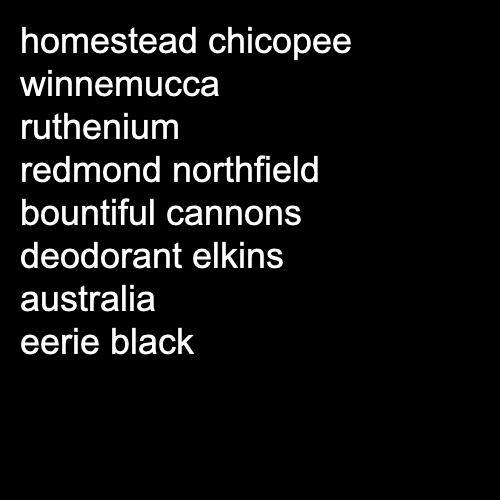 homestead chicopee
winnemucca
ruthenium
redmond northfield
bountiful cannons
deodorant elkins
australia
eerie black